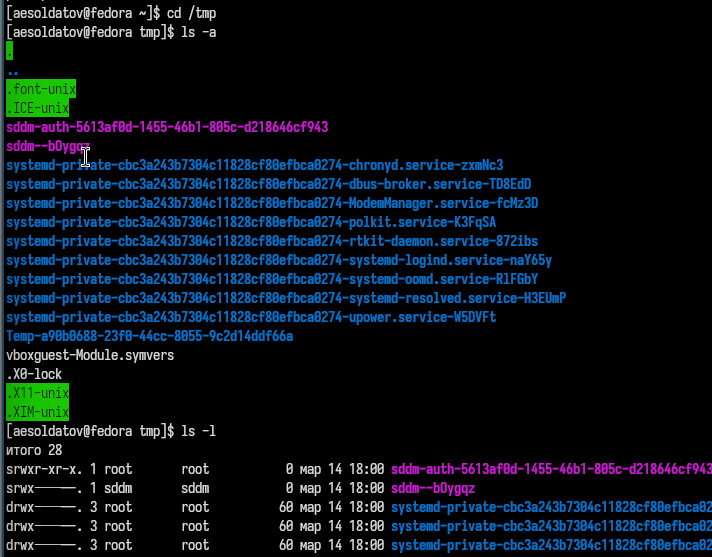 [aesoldatov@fedora ~]$ cd /tmp
[aesoldatov@fedora tmp]$ ls -a
.
..
.font-unix
.ICE-unix
sddm-auth-5613af0d-1455-46b1-805c-d218646cf943
sddm--bOygqz
systemd-private-cbc3a243b7304c11828cf80efbca0274-chronyd.service-zxmNc3
systemd-private-cbc3a243b7304c11828cf80efbca0274-dbus-broker.service-TD8EdD
systemd-private-cbc3a243b7304c11828cf80efbca0274-ModemManager.service-fcMz3D
systemd-private-cbc3a243b7304c11828cf80efbca0274-polkit.service-K3FqSA
systemd-private-cbc3a243b7304c11828cf80efbca0274-rtkit-daemon.service-872ibs
systemd-private-cbc3a243b7304c11828cf80efbca0274-systemd-logind.service-naY65y
systemd-private-cbc3a243b7304c11828cf80efbca0274-systemd-oomd.service-RlFGbY
systemd-private-cbc3a243b7304c11828cf80efbca0274-systemd-resolved.service-H3EUmP
systemd-private-cbc3a243b7304c11828cf80efbca0274-upower.service-W5DVFt
Temp-a90b0688-23f0-44cc-8055-9c2d14ddf66a
vboxguest-Module.symvers
.X0-lock
.X11-unix
.XIM-unix
[aesoldatov@fedora tmp]$ ls -l
итого 28
srwxr-xr-x. 1 root root 0 мар 14 18:00 sddm-auth-5613af0d-1455-46b1-805c-d218646cf943
srwx------. 1 sddm sddm 0 мар 14 18:00 sddm--bOygqz
drwx------. 3 root root 60 мар 14 18:00 systemd-private-cbc3a243b7304c11828cf80efbca02
drwx------. 3 root root 60 мар 14 18:00 systemd-private-cbc3a243b7304c11828cf80efbca02
drwx------. 3 root root 60 мар 14 18:00 systemd-private-cbc3a243b7304c11828cf80efbca02